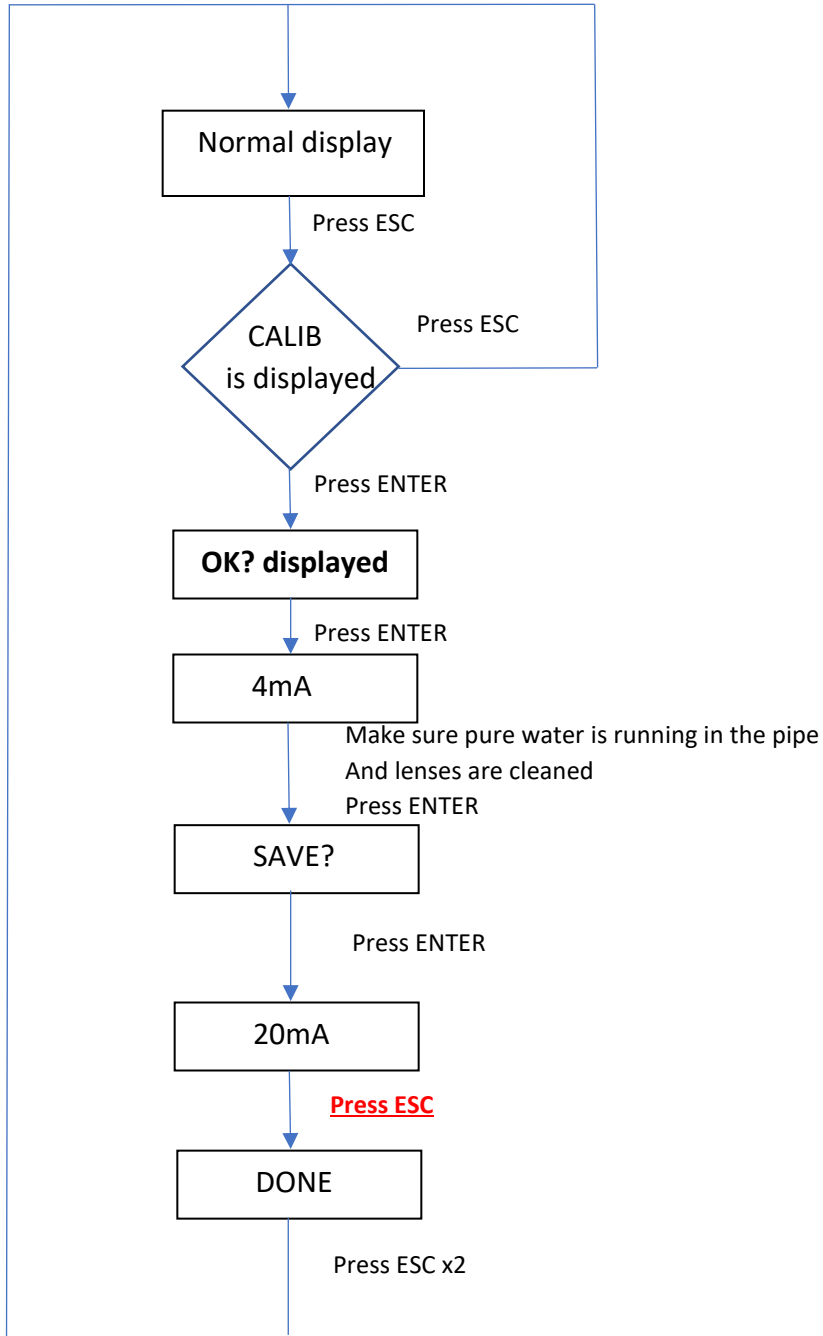 Normal display
Press ESC
CALIB
is displayed
Press ESC
Press ENTER
OK? displayed
Press ENTER
4mA
Make sure pure water is running in the pipe
And lenses are cleaned
Press ENTER
SAVE?
Press ENTER
20mA
Press ESC
DONE
Press ESC x2